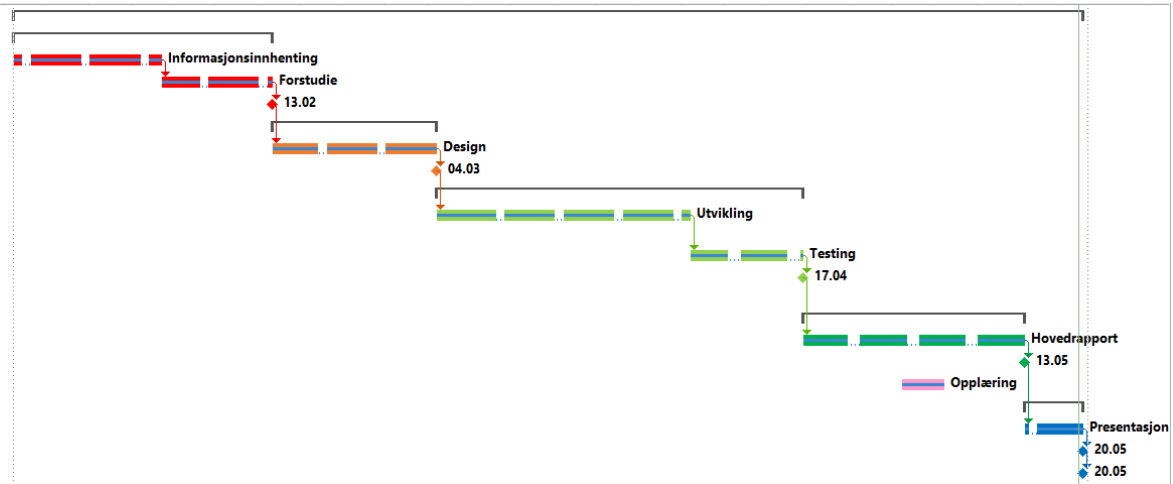 Informasjonsinnhenting
Forstudie
13.02
Design
04.03
Utvikling
Testing
17.04
Hovedrapport
13.05
Opplæring
Presentasjon
20.05
20.05